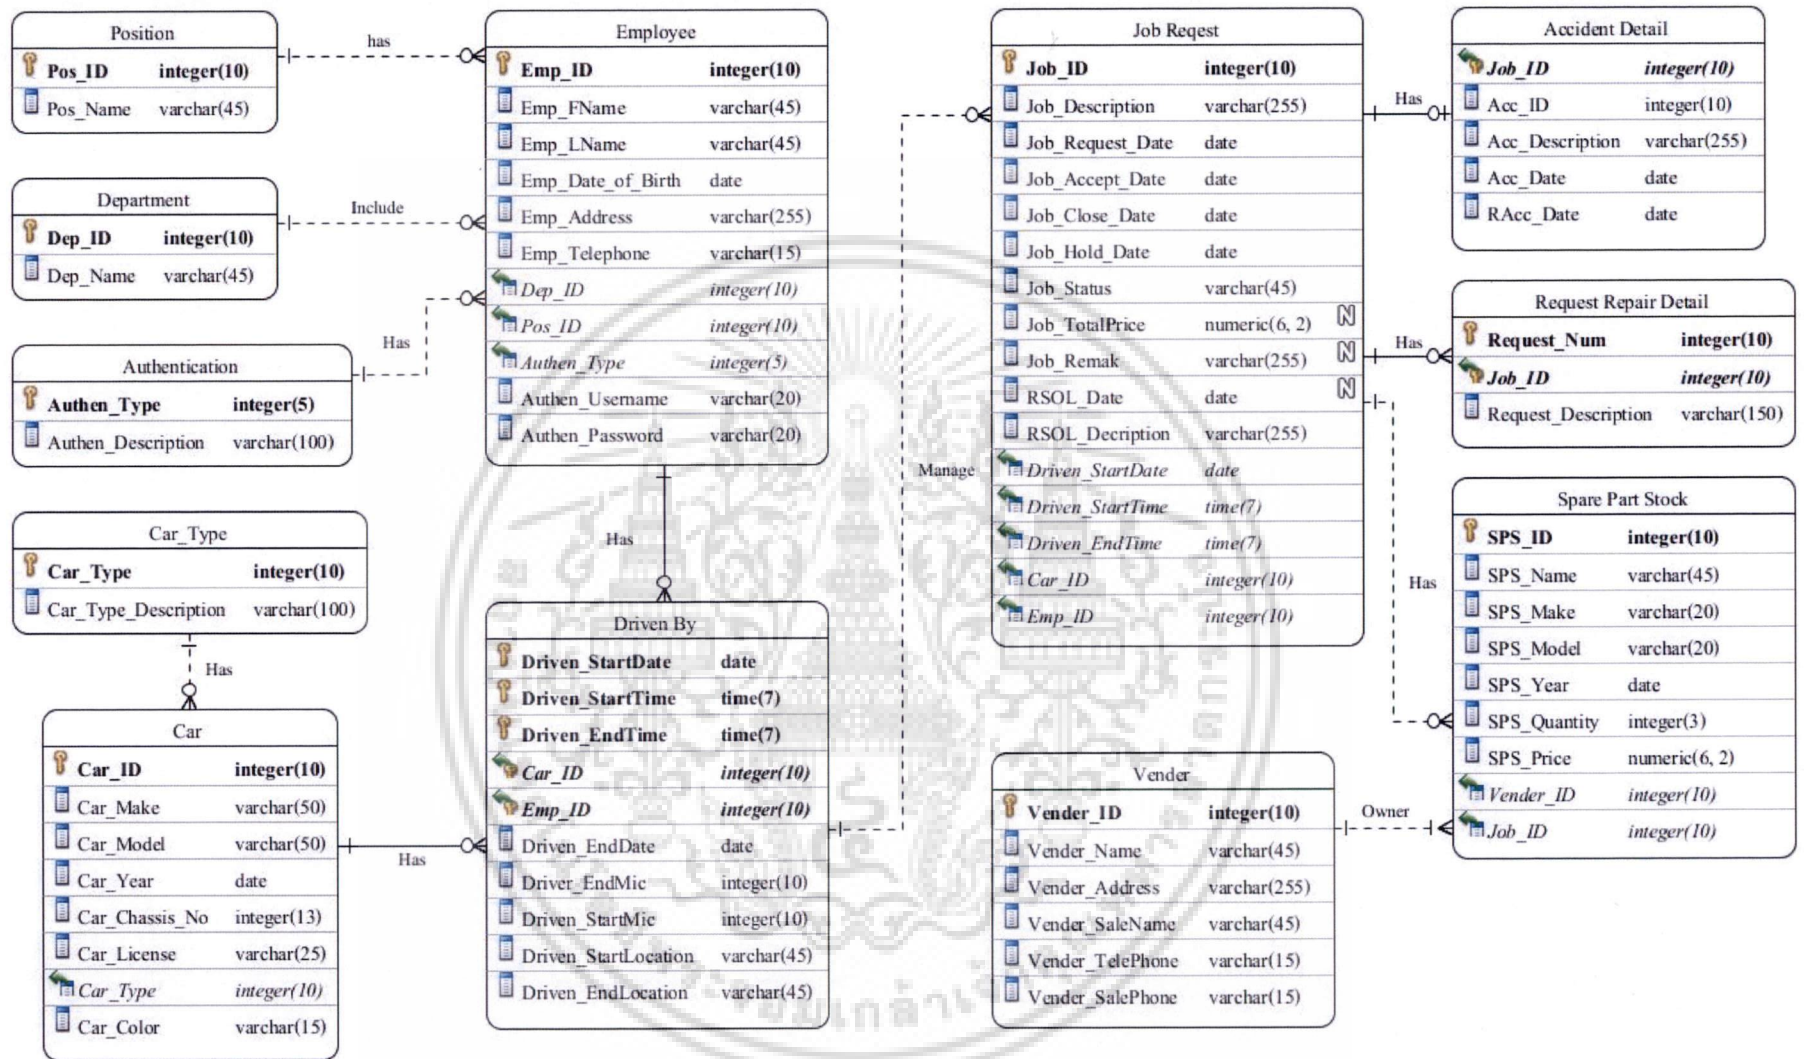 Position
Pos_ID integer(10)
Pos_Name varchar(45)
has
Department
Dep_ID integer(10)
Dep_Name varchar(45)
Include
Authentication
Authen_Type integer(5)
Authen_Description varchar(100)
Has
Car_Type
Car_Type integer(10)
Car_Type_Description varchar(100)
Has
Car
Car_ID integer(10)
Car_Make varchar(50)
Car_Model varchar(50)
Car_Year date
Car_Chassis_No integer(13)
Car_License varchar(25)
Car_Type integer(10)
Car_Color varchar(15)
Has
Employee
Emp_ID integer(10)
Emp_FName varchar(45)
Emp_LName varchar(45)
Emp_Date_of_Birth date
Emp_Address varchar(255)
Emp_Telephone varchar(15)
Dep_ID integer(10)
Pos_ID integer(10)
Authen_Type integer(5)
Authen_Username varchar(20)
Authen_Password varchar(20)
Has
Driven By
Driven_StartDate date
Driven_StartTime time(7)
Driven_EndTime time(7)
Car_ID integer(10)
Emp_ID integer(10)
Driven_EndDate date
Driver_EndMic integer(10)
Driven_StartMic integer(10)
Driven_StartLocation varchar(45)
Driven_EndLocation varchar(45)
Manage
Job Reqest
Job_ID integer(10)
Job_Description varchar(255)
Job_Request_Date date
Job_Accept_Date date
Job_Close_Date date
Job_Hold_Date date
Job_Status varchar(45)
Job_TotalPrice numeric(6, 2) N
Job_Remak varchar(255) N
RSOL_Date date N
RSOL_Decription varchar(255)
Driven_StartDate date
Driven_StartTime time(7)
Driven_EndTime time(7)
Car_ID integer(10)
Emp_ID integer(10)
Has
Has
Has
Vender
Vender_ID integer(10)
Vender_Name varchar(45)
Vender_Address varchar(255)
Vender_SaleName varchar(45)
Vender_TelePhone varchar(15)
Vender_SalePhone varchar(15)
Owner
Accident Detail
Job_ID integer(10)
Acc_ID integer(10)
Acc_Description varchar(255)
Acc_Date date
RAcc_Date date
Request Repair Detail
Request_Num integer(10)
Job_ID integer(10)
Request_Description varchar(150)
Spare Part Stock
SPS_ID integer(10)
SPS_Name varchar(45)
SPS_Make varchar(20)
SPS_Model varchar(20)
SPS_Year date
SPS_Quantity integer(3)
SPS_Price numeric(6, 2)
Vender_ID integer(10)
Job_ID integer(10)